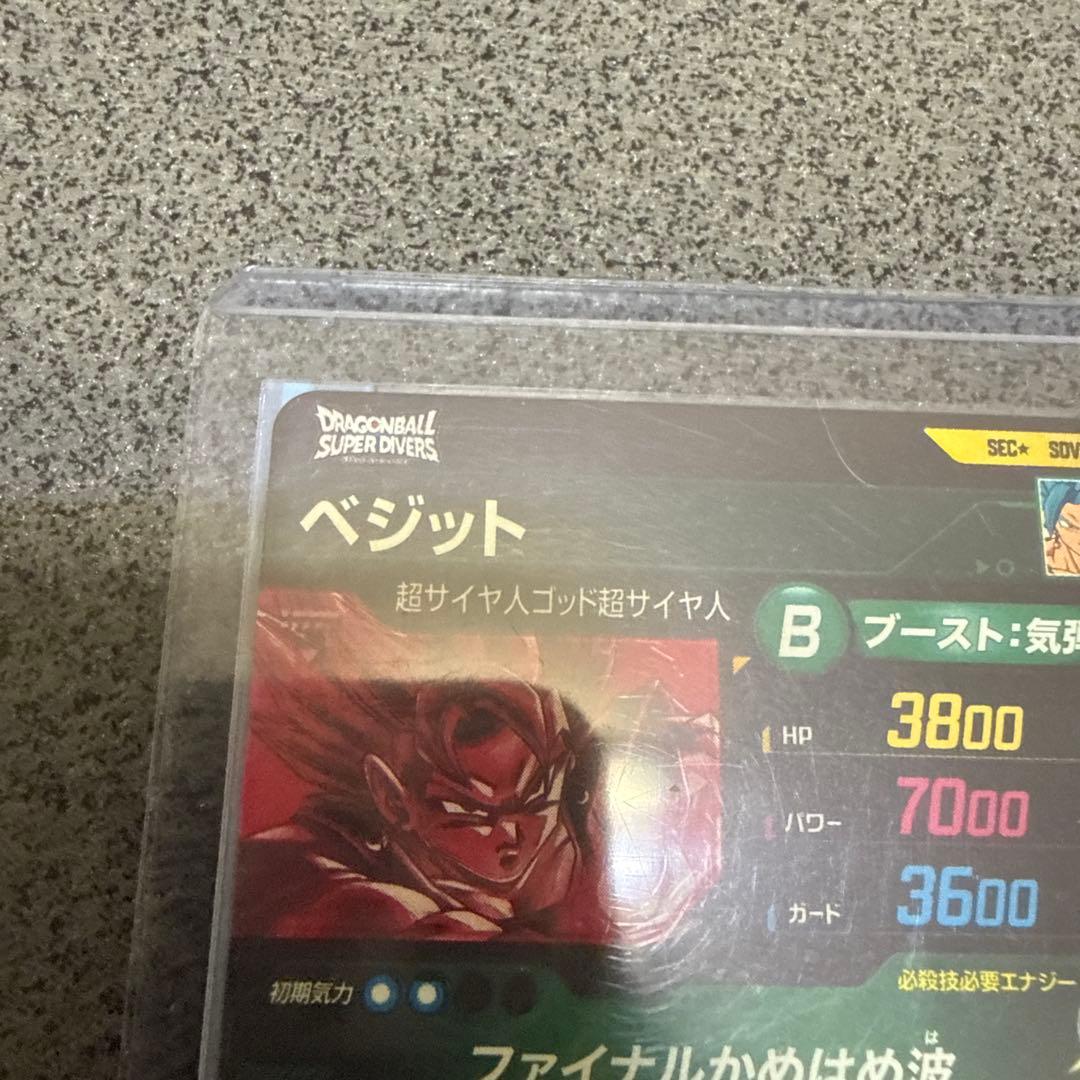 DRAGONBALL
SUPER DIVERS
SEC★ SDV
ベジット
超サイヤ人ゴッド超サイヤ人
B ブースト：気弾
HP 3800
パワー 7000
ガード 3600
初期気力
必殺技必要エナジー
は
ファイナルかめはめ波